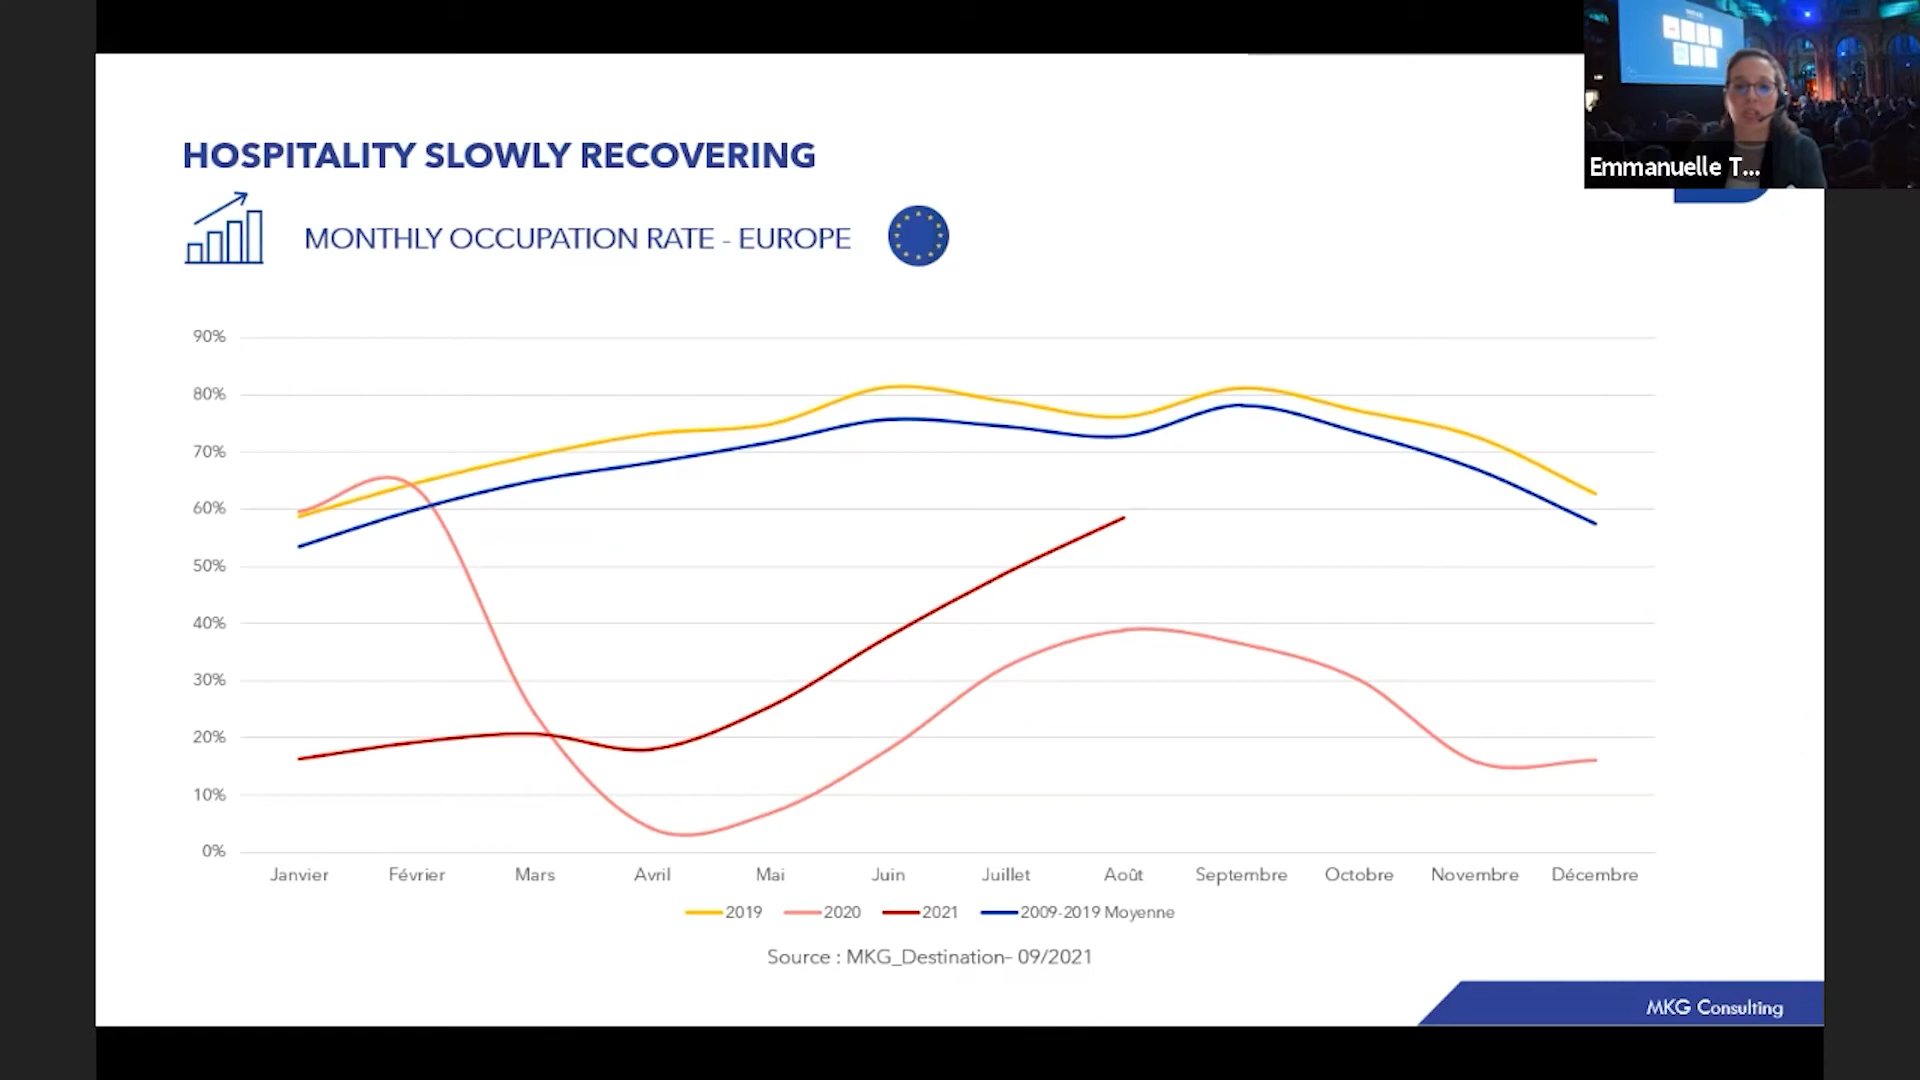 Emmanuelle T...
HOSPITALITY SLOWLY RECOVERING
MONTHLY OCCUPATION RATE - EUROPE
90%
80%
70%
60%
50%
40%
30%
20%
10%
0%
Janvier Février Mars Avril Mai Juin Juillet Août Septembre Octobre Novembre Décembre
2019 2020 2021 2009-2019 Moyenne
Source : MKG_Destination– 09/2021
MKG Consulting